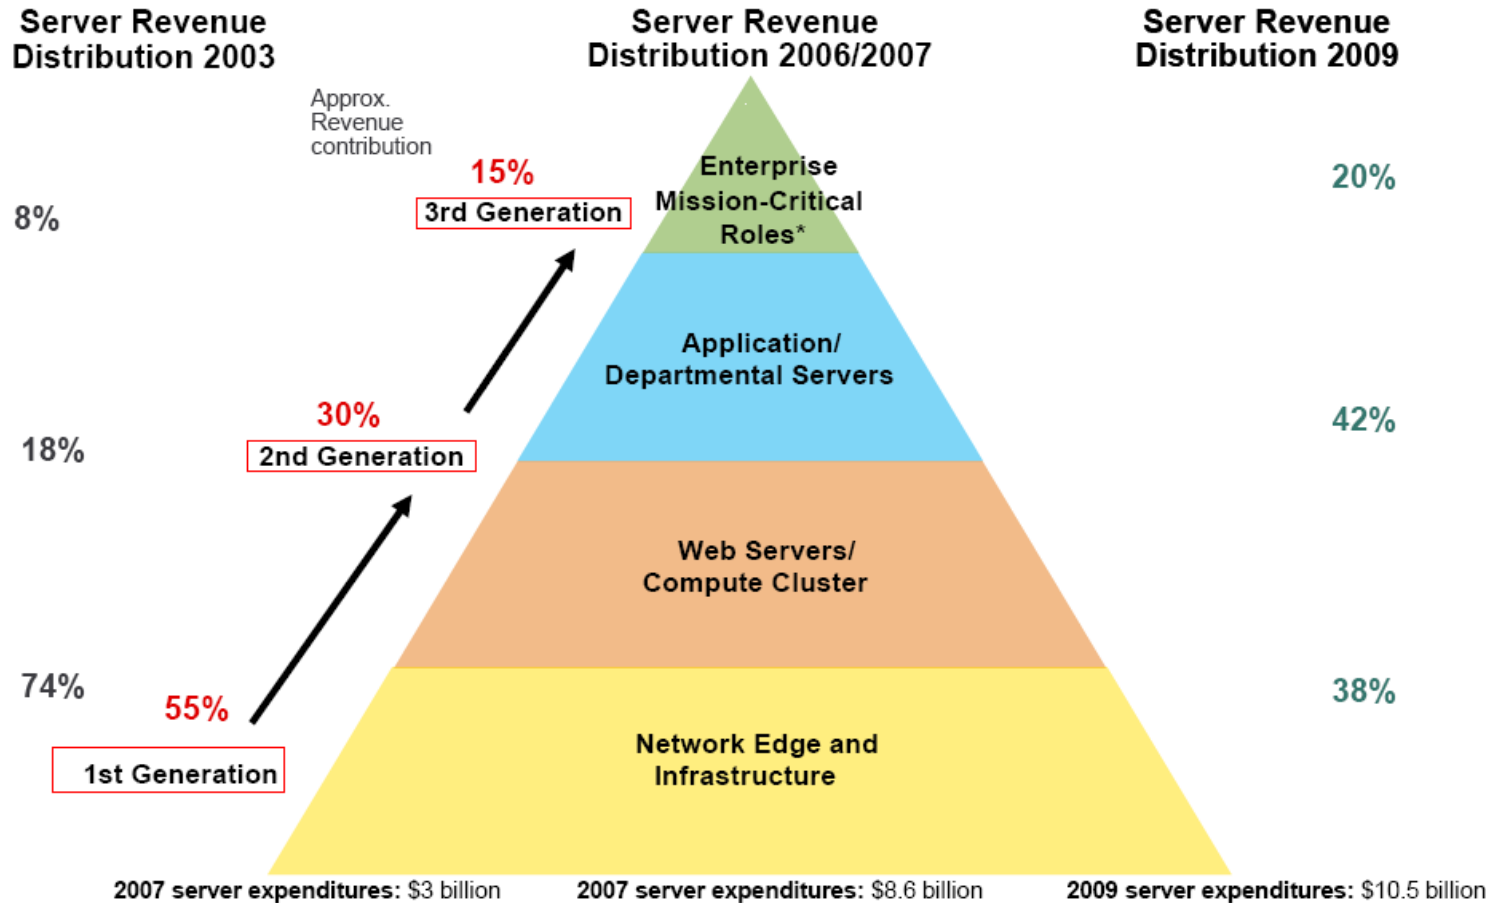 Server Revenue
Distribution 2003
Server Revenue
Distribution 2006/2007
Server Revenue
Distribution 2009
Approx.
Revenue
contribution
15%
3rd Generation
8%
Enterprise
Mission-Critical
Roles*
20%
Application/
Departmental Servers
30%
2nd Generation
18%
42%
Web Servers/
Compute Cluster
74%
55%
1st Generation
38%
Network Edge and
Infrastructure
2007 server expenditures: $3 billion
2007 server expenditures: $8.6 billion
2009 server expenditures: $10.5 billion